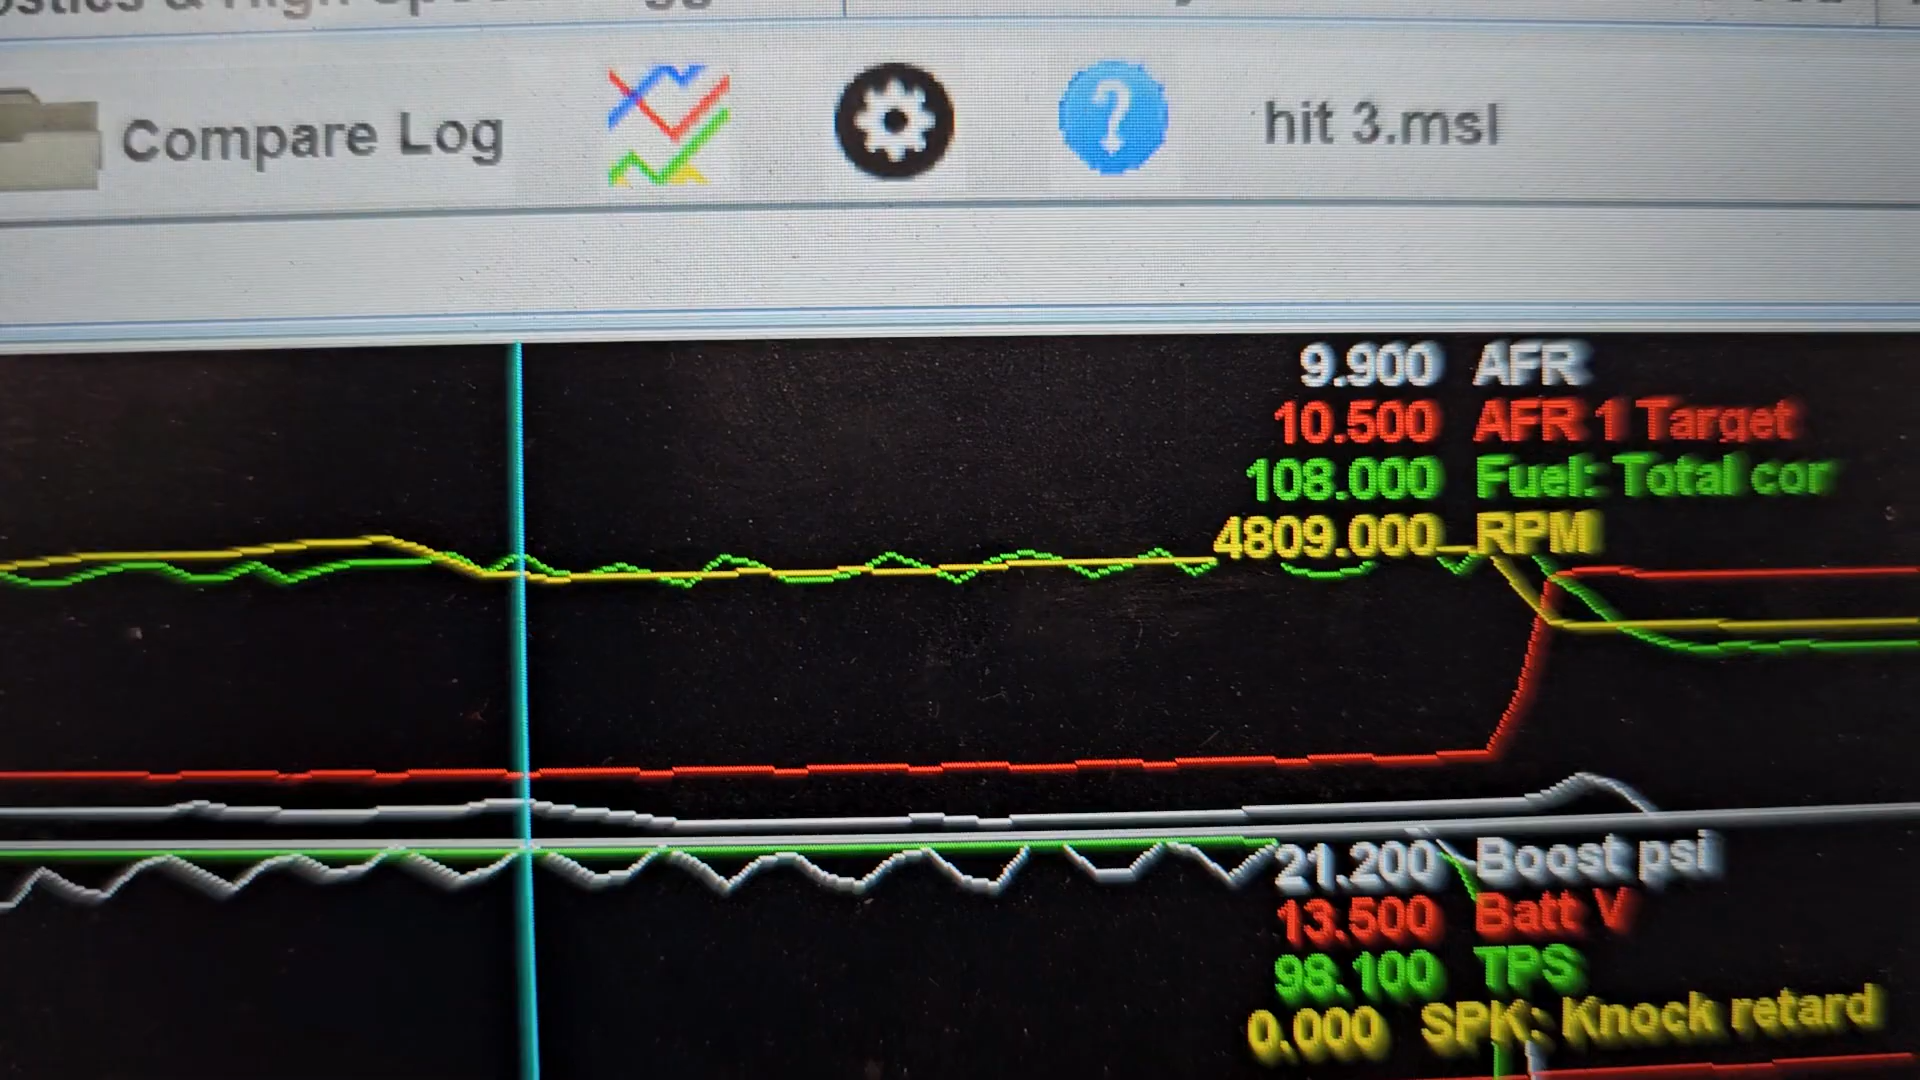 Compare Log
hit 3.msl
9.900 AFR
10.500 AFR 1 Target
108.000 Fuel: Total cor
4809.000 RPM
21.200 Boost psi
13.500 Batt V
98.100 TPS
0.000 SPK: Knock retard